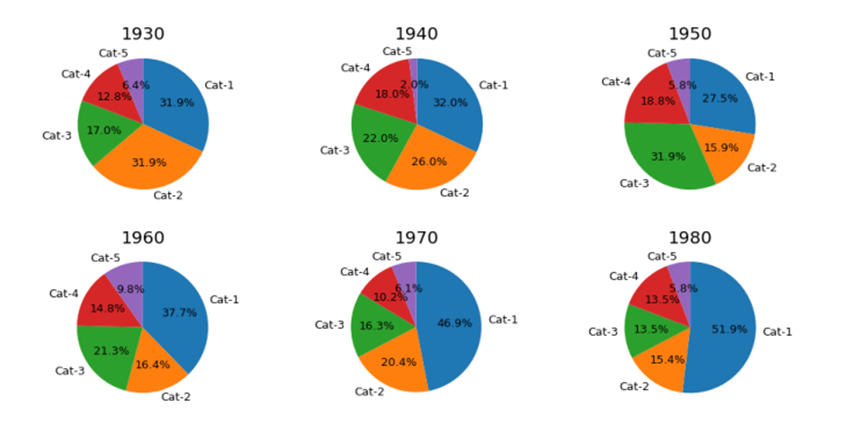 1930
Cat-1
31.9%
Cat-2
31.9%
Cat-3
17.0%
Cat-4
12.8%
Cat-5
6.4%
1940
Cat-1
32.0%
Cat-2
26.0%
Cat-3
22.0%
Cat-4
18.0%
Cat-5
2.0%
1950
Cat-1
27.5%
Cat-2
15.9%
Cat-3
31.9%
Cat-4
18.8%
Cat-5
5.8%
1960
Cat-1
37.7%
Cat-2
16.4%
Cat-3
21.3%
Cat-4
14.8%
Cat-5
9.8%
1970
Cat-1
46.9%
Cat-2
20.4%
Cat-3
16.3%
Cat-4
10.2%
Cat-5
6.1%
1980
Cat-1
51.9%
Cat-2
15.4%
Cat-3
13.5%
Cat-4
13.5%
Cat-5
5.8%